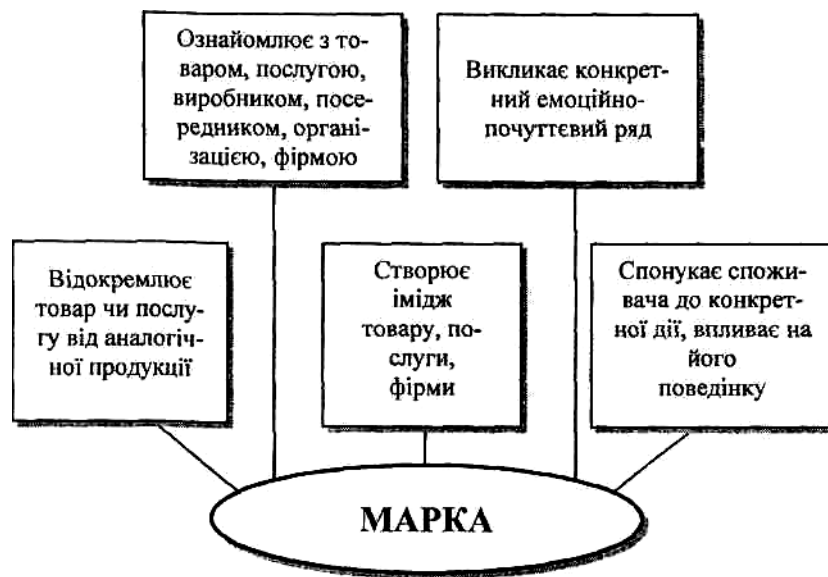 Ознайомлює з то-
варом, послугою,
виробником, посе-
редником, органі-
зацією, фірмою
Викликає конкрет-
ний емоційно-
почуттєвий ряд
Відокремлює
товар чи послу-
гу від аналогіч-
ної продукції
Створює
імідж
товару, по-
слуги,
фірми
Спонукає спожи-
вача до конкрет-
ної дії, впливає на
його
поведінку
МАРКА